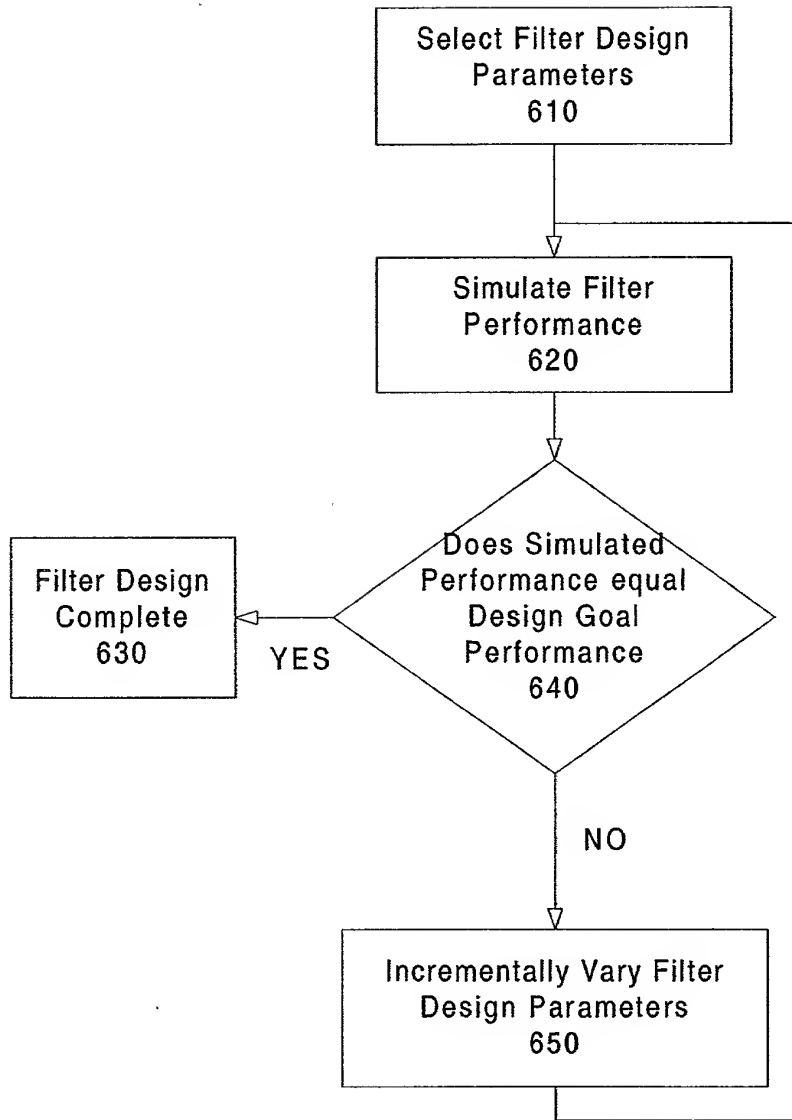 Select Filter Design
Parameters
610
Simulate Filter
Performance
620
Does Simulated
Performance equal
Design Goal
Performance
640
Filter Design
Complete
630
YES
NO
Incrementally Vary Filter
Design Parameters
650